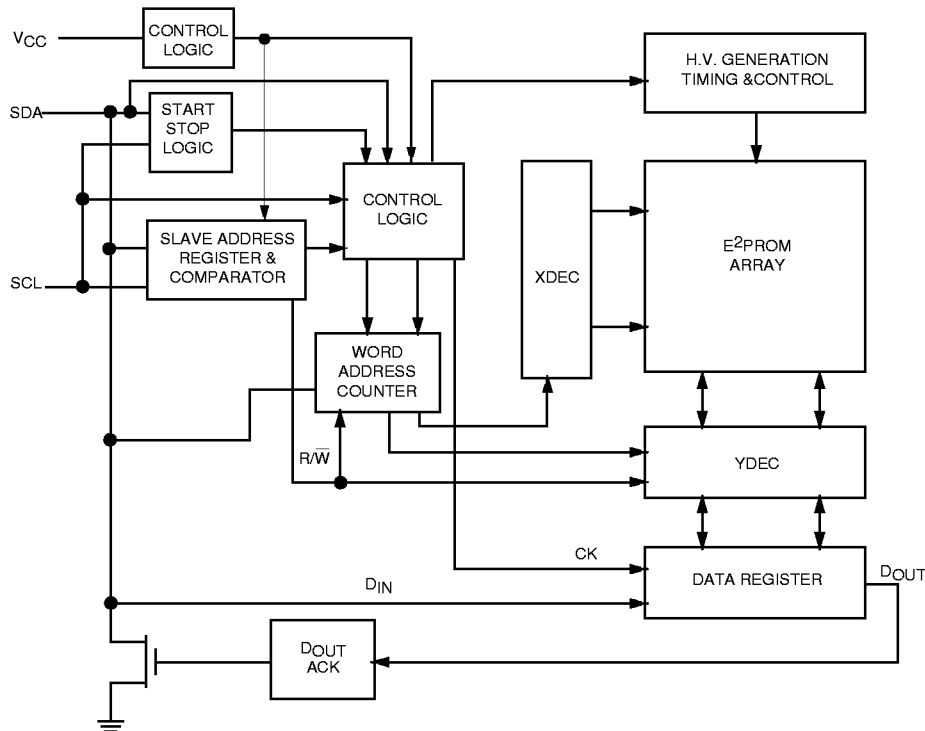 VCC
CONTROL
LOGIC
H.V. GENERATION
TIMING &CONTROL
SDA
START
STOP
LOGIC
CONTROL
LOGIC
SLAVE ADDRESS
REGISTER &
COMPARATOR
SCL
XDEC
E2PROM
ARRAY
WORD
ADDRESS
COUNTER
R/W̅
YDEC
CK
DATA REGISTER
DOUT
DIN
DOUT
ACK